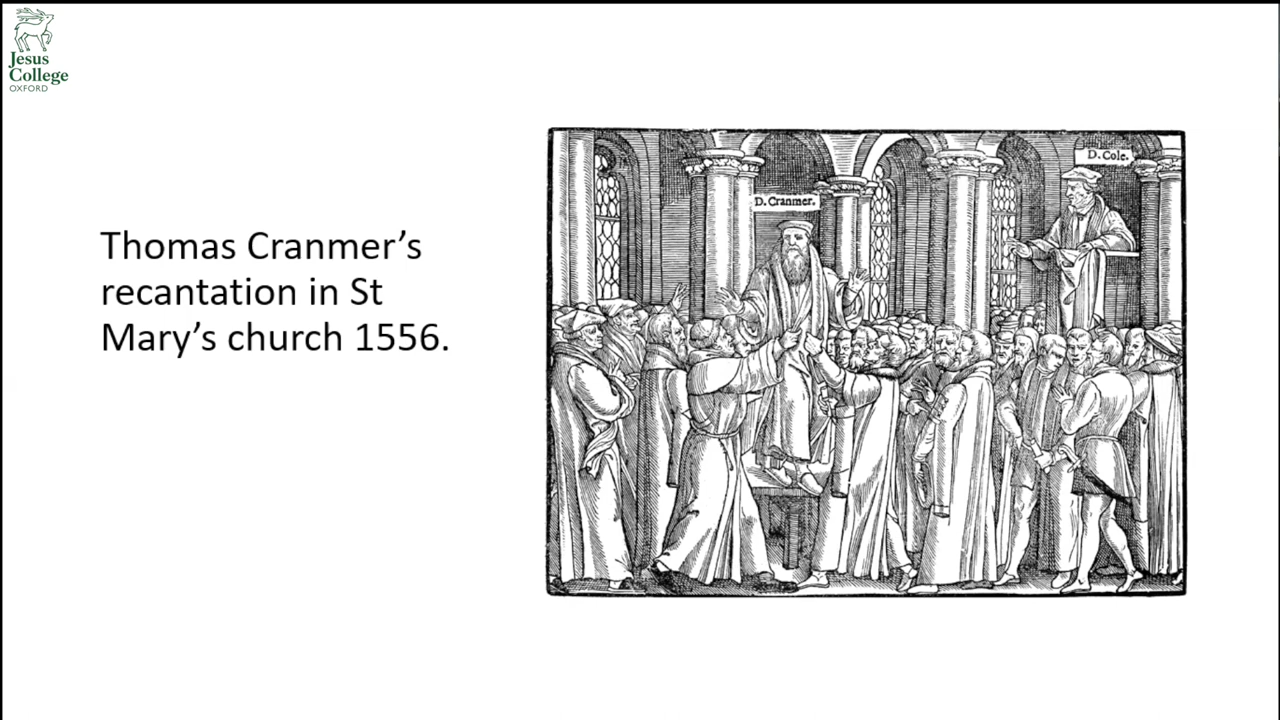 Jesus
College
OXFORD
Thomas Cranmer’s
recantation in St
Mary’s church 1556.
D. Cranmer.
D. Cole.